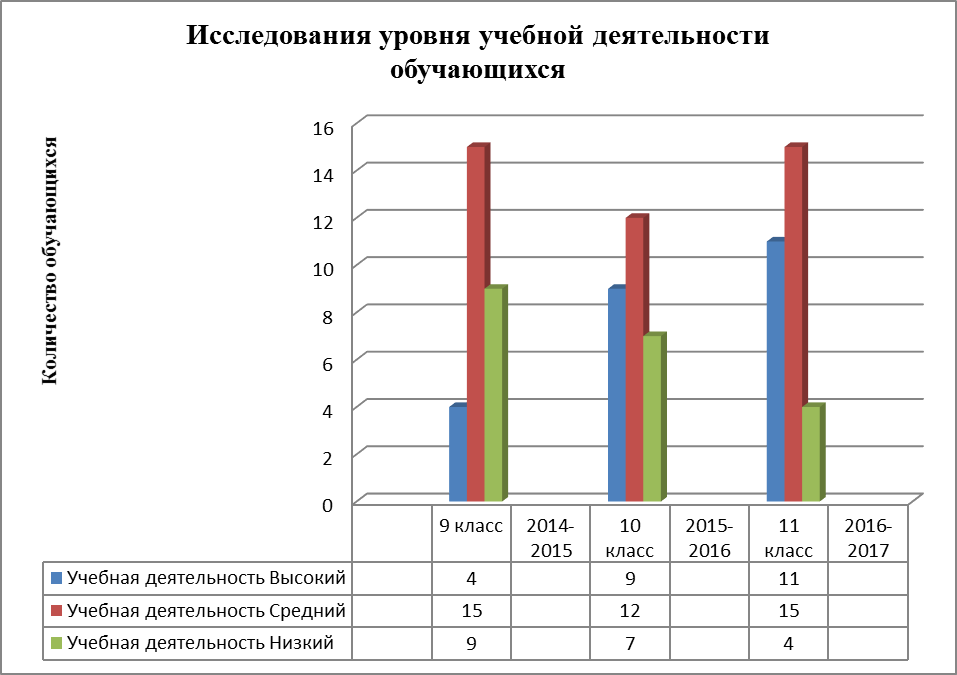 Исследования уровня учебной деятельности
обучающихся
Количество обучающихся
16
14
12
10
8
6
4
2
0
9 класс 2014- 10 2015- 11 2016-
2015 класс 2016 класс 2017
Учебная деятельность Высокий 4 9 11
Учебная деятельность Средний 15 12 15
Учебная деятельность Низкий 9 7 4